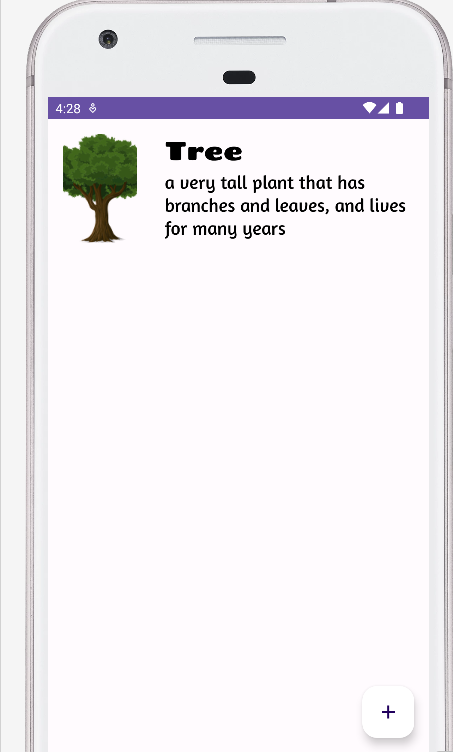 4:28
Tree
a very tall plant that has
branches and leaves, and lives
for many years
+